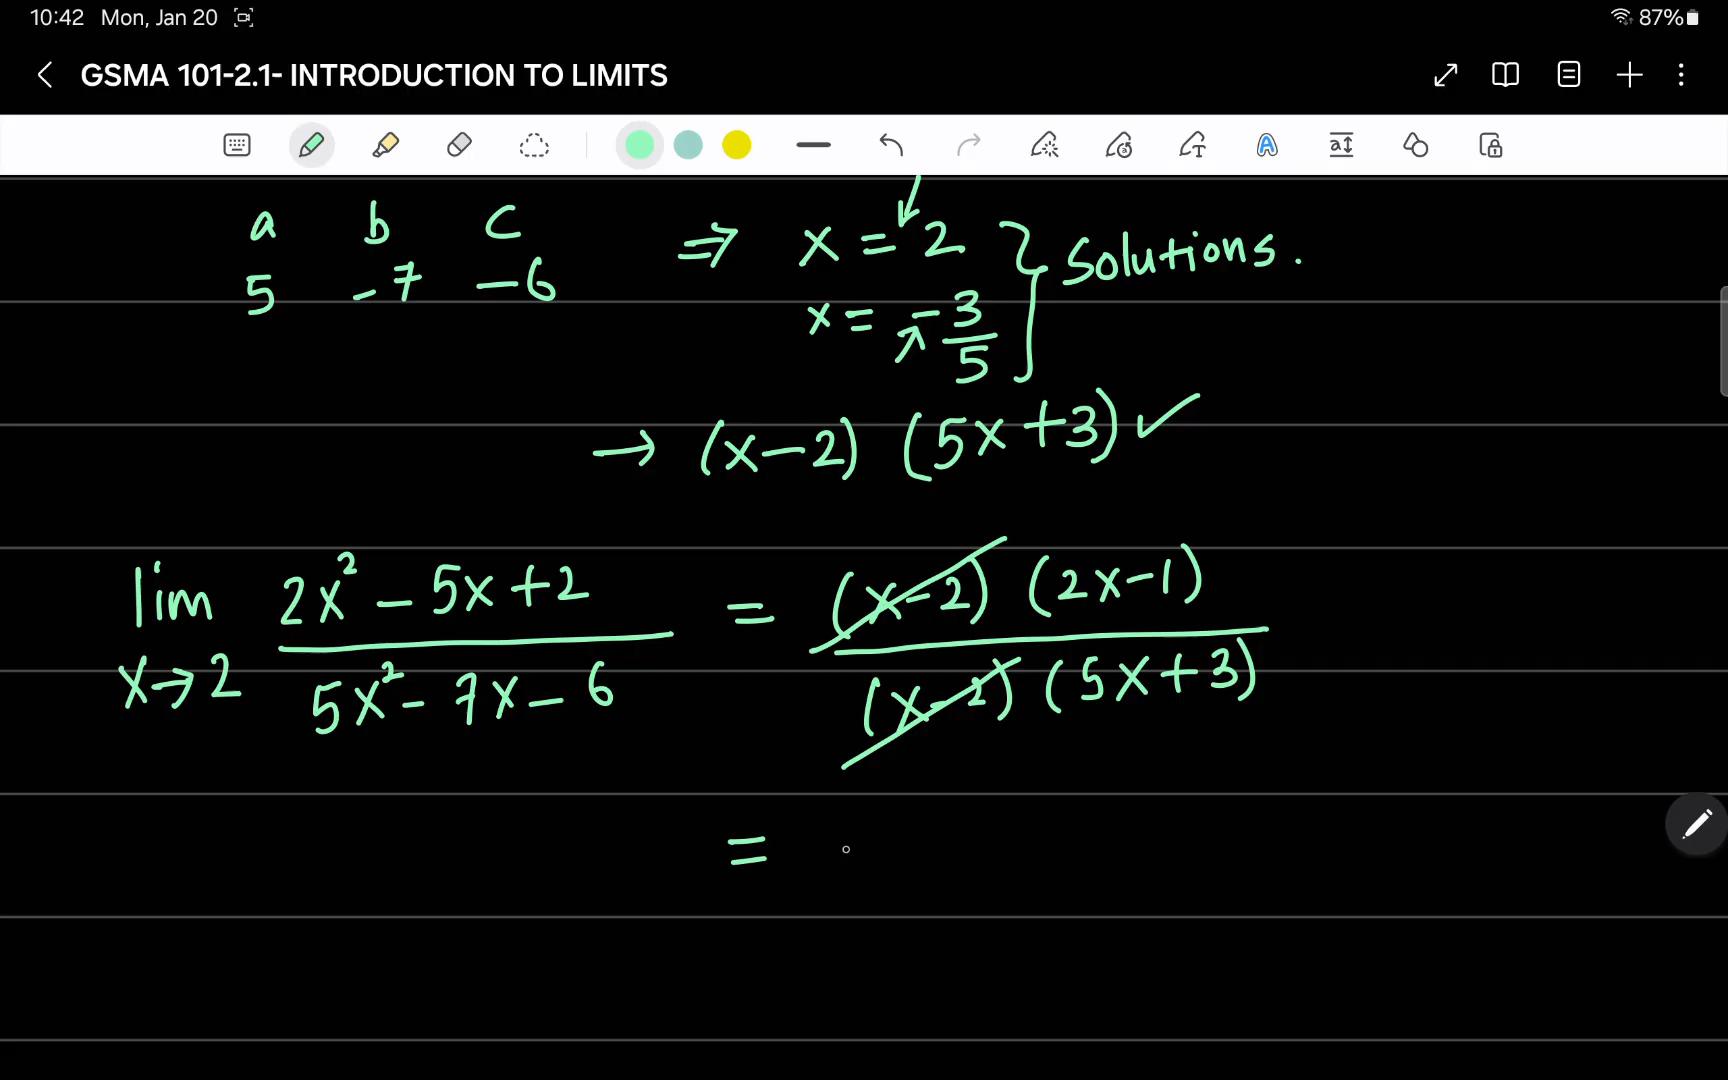 10:42 Mon, Jan 20 87%
GSMA 101-2.1- INTRODUCTION TO LIMITS
a b c ⇒ x = 2 } Solutions.
5 -7 -6 x = -3/5
→ (x-2) (5x+3) ✓
lim x→2 (2x² - 5x + 2)/(5x² - 7x - 6) = ((x-2) (2x-1))/((x-2) (5x+3))
=